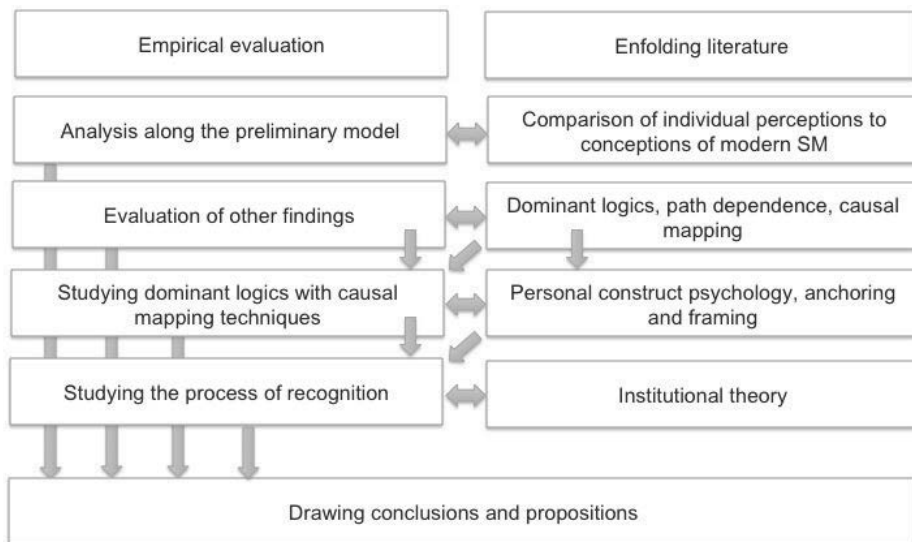 Empirical evaluation
Enfolding literature
Analysis along the preliminary model
Comparison of individual perceptions to
conceptions of modern SM
Evaluation of other findings
Dominant logics, path dependence, causal
mapping
Studying dominant logics with causal
mapping techniques
Personal construct psychology, anchoring
and framing
Studying the process of recognition
Institutional theory
Drawing conclusions and propositions